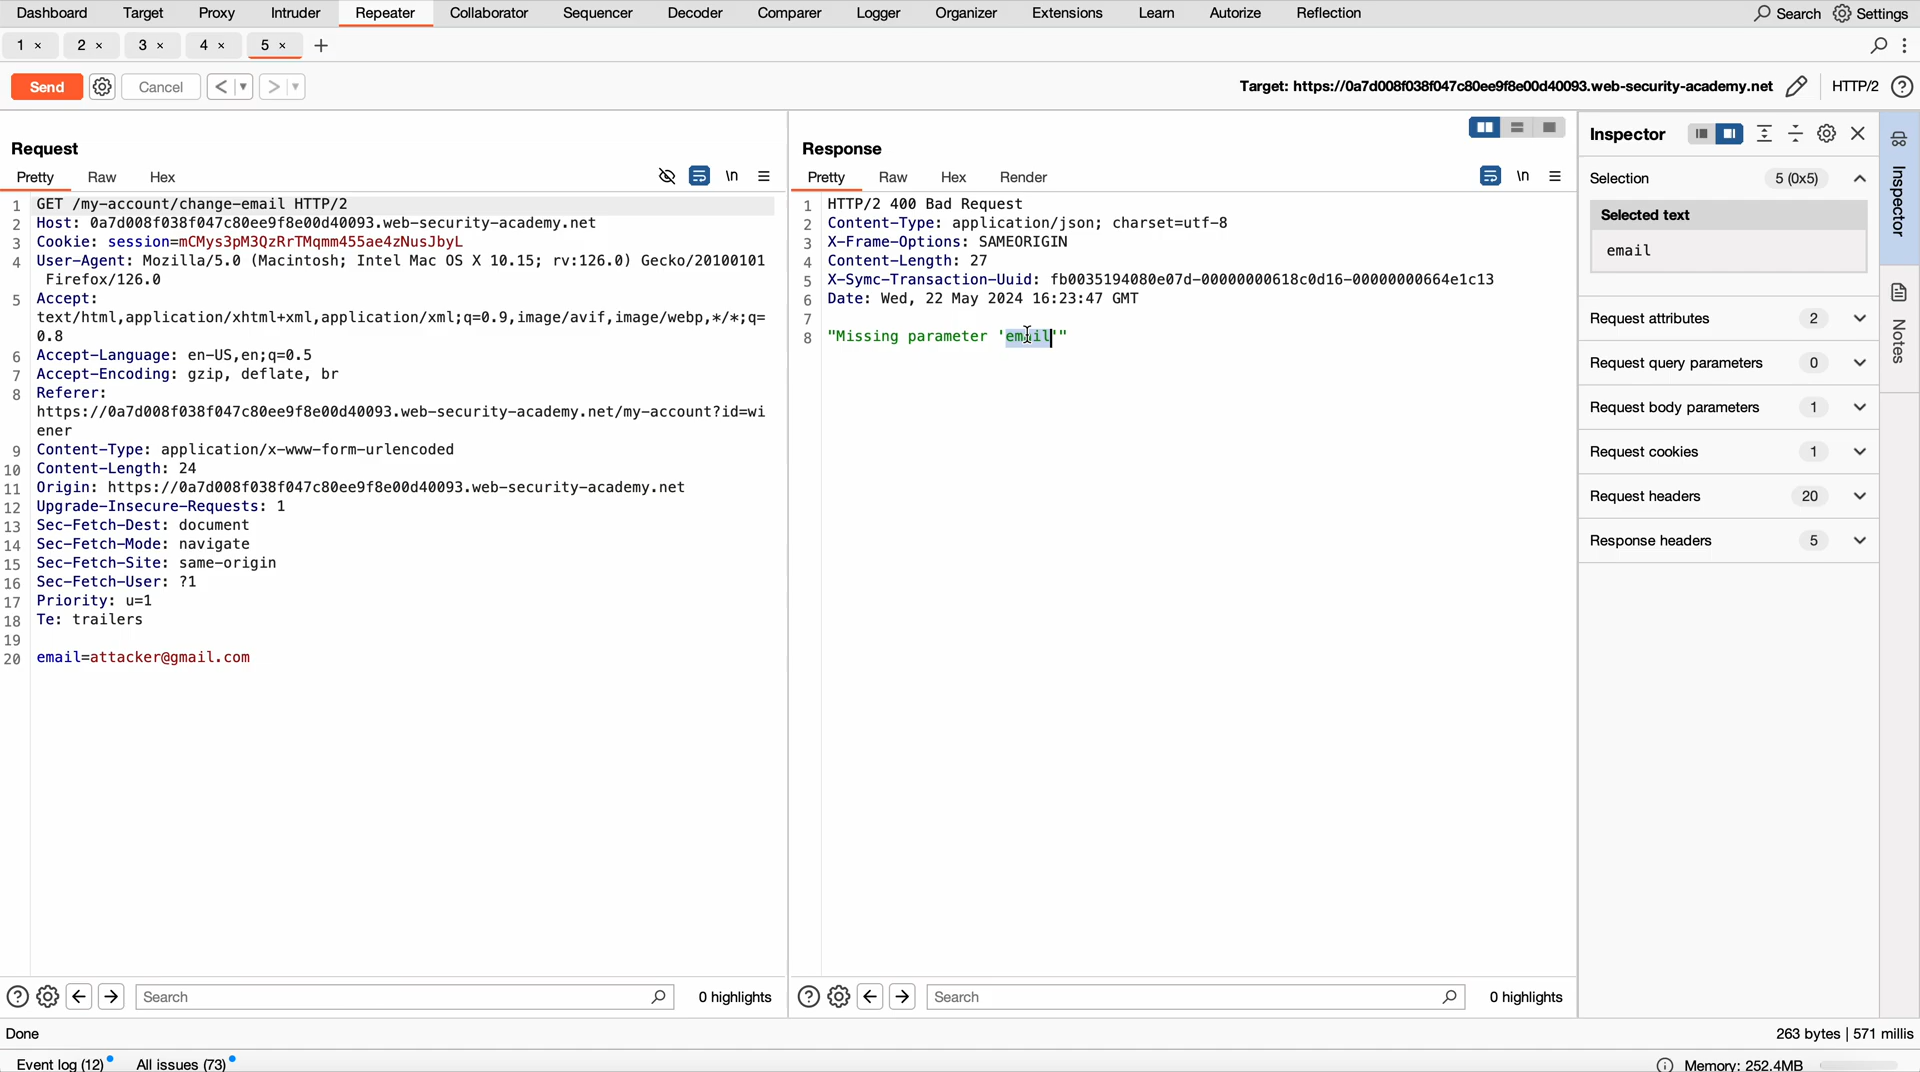 Dashboard Target Proxy Intruder Repeater Collaborator Sequencer Decoder Comparer Logger Organizer Extensions Learn Autorize Reflection Search Settings
1 × 2 × 3 × 4 × 5 × +
Send Cancel < > Target: https://0a7d008f038f047c80ee9f8e00d40093.web-security-academy.net HTTP/2
Request
Pretty Raw Hex \n
1 GET /my-account/change-email HTTP/2
2 Host: 0a7d008f038f047c80ee9f8e00d40093.web-security-academy.net
3 Cookie: session=mCMys3pM3QzRrTMqmm455ae4zNusJbyL
4 User-Agent: Mozilla/5.0 (Macintosh; Intel Mac OS X 10.15; rv:126.0) Gecko/20100101
Firefox/126.0
5 Accept:
text/html,application/xhtml+xml,application/xml;q=0.9,image/avif,image/webp,*/*;q=
0.8
6 Accept-Language: en-US,en;q=0.5
7 Accept-Encoding: gzip, deflate, br
8 Referer:
https://0a7d008f038f047c80ee9f8e00d40093.web-security-academy.net/my-account?id=wi
ener
9 Content-Type: application/x-www-form-urlencoded
10 Content-Length: 24
11 Origin: https://0a7d008f038f047c80ee9f8e00d40093.web-security-academy.net
12 Upgrade-Insecure-Requests: 1
13 Sec-Fetch-Dest: document
14 Sec-Fetch-Mode: navigate
15 Sec-Fetch-Site: same-origin
16 Sec-Fetch-User: ?1
17 Priority: u=1
18 Te: trailers
19
20 email=attacker@gmail.com
Search 0 highlights
Response
Pretty Raw Hex Render \n
1 HTTP/2 400 Bad Request
2 Content-Type: application/json; charset=utf-8
3 X-Frame-Options: SAMEORIGIN
4 Content-Length: 27
5 X-Symc-Transaction-Uuid: fb0035194080e07d-00000000618c0d16-00000000664e1c13
6 Date: Wed, 22 May 2024 16:23:47 GMT
7
8 "Missing parameter 'email'"
Search 0 highlights
Inspector
Selection 5 (0x5)
Selected text
email
Request attributes 2
Request query parameters 0
Request body parameters 1
Request cookies 1
Request headers 20
Response headers 5
Inspector
Notes
Done 263 bytes | 571 millis
Event log (12) All issues (73) Memory: 252.4MB